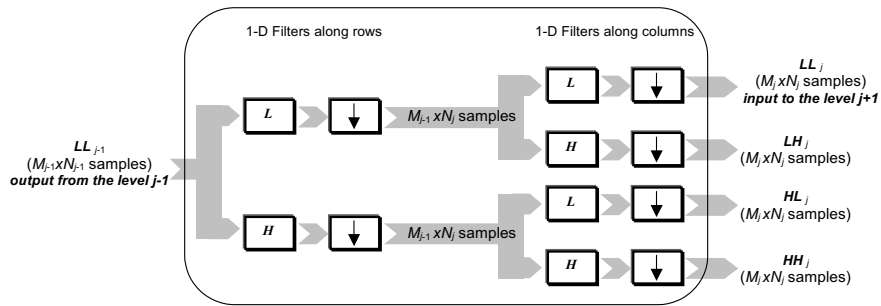 1-D Filters along rows
1-D Filters along columns
LL j-1
(Mj-1xNj-1 samples)
output from the level j-1
L
Mj-1 xNj samples
H
Mj-1 xNj samples
L
LL j
(Mj xNj samples)
input to the level j+1
H
LH j
(Mj xNj samples)
L
HL j
(Mj xNj samples)
H
HH j
(Mj xNj samples)